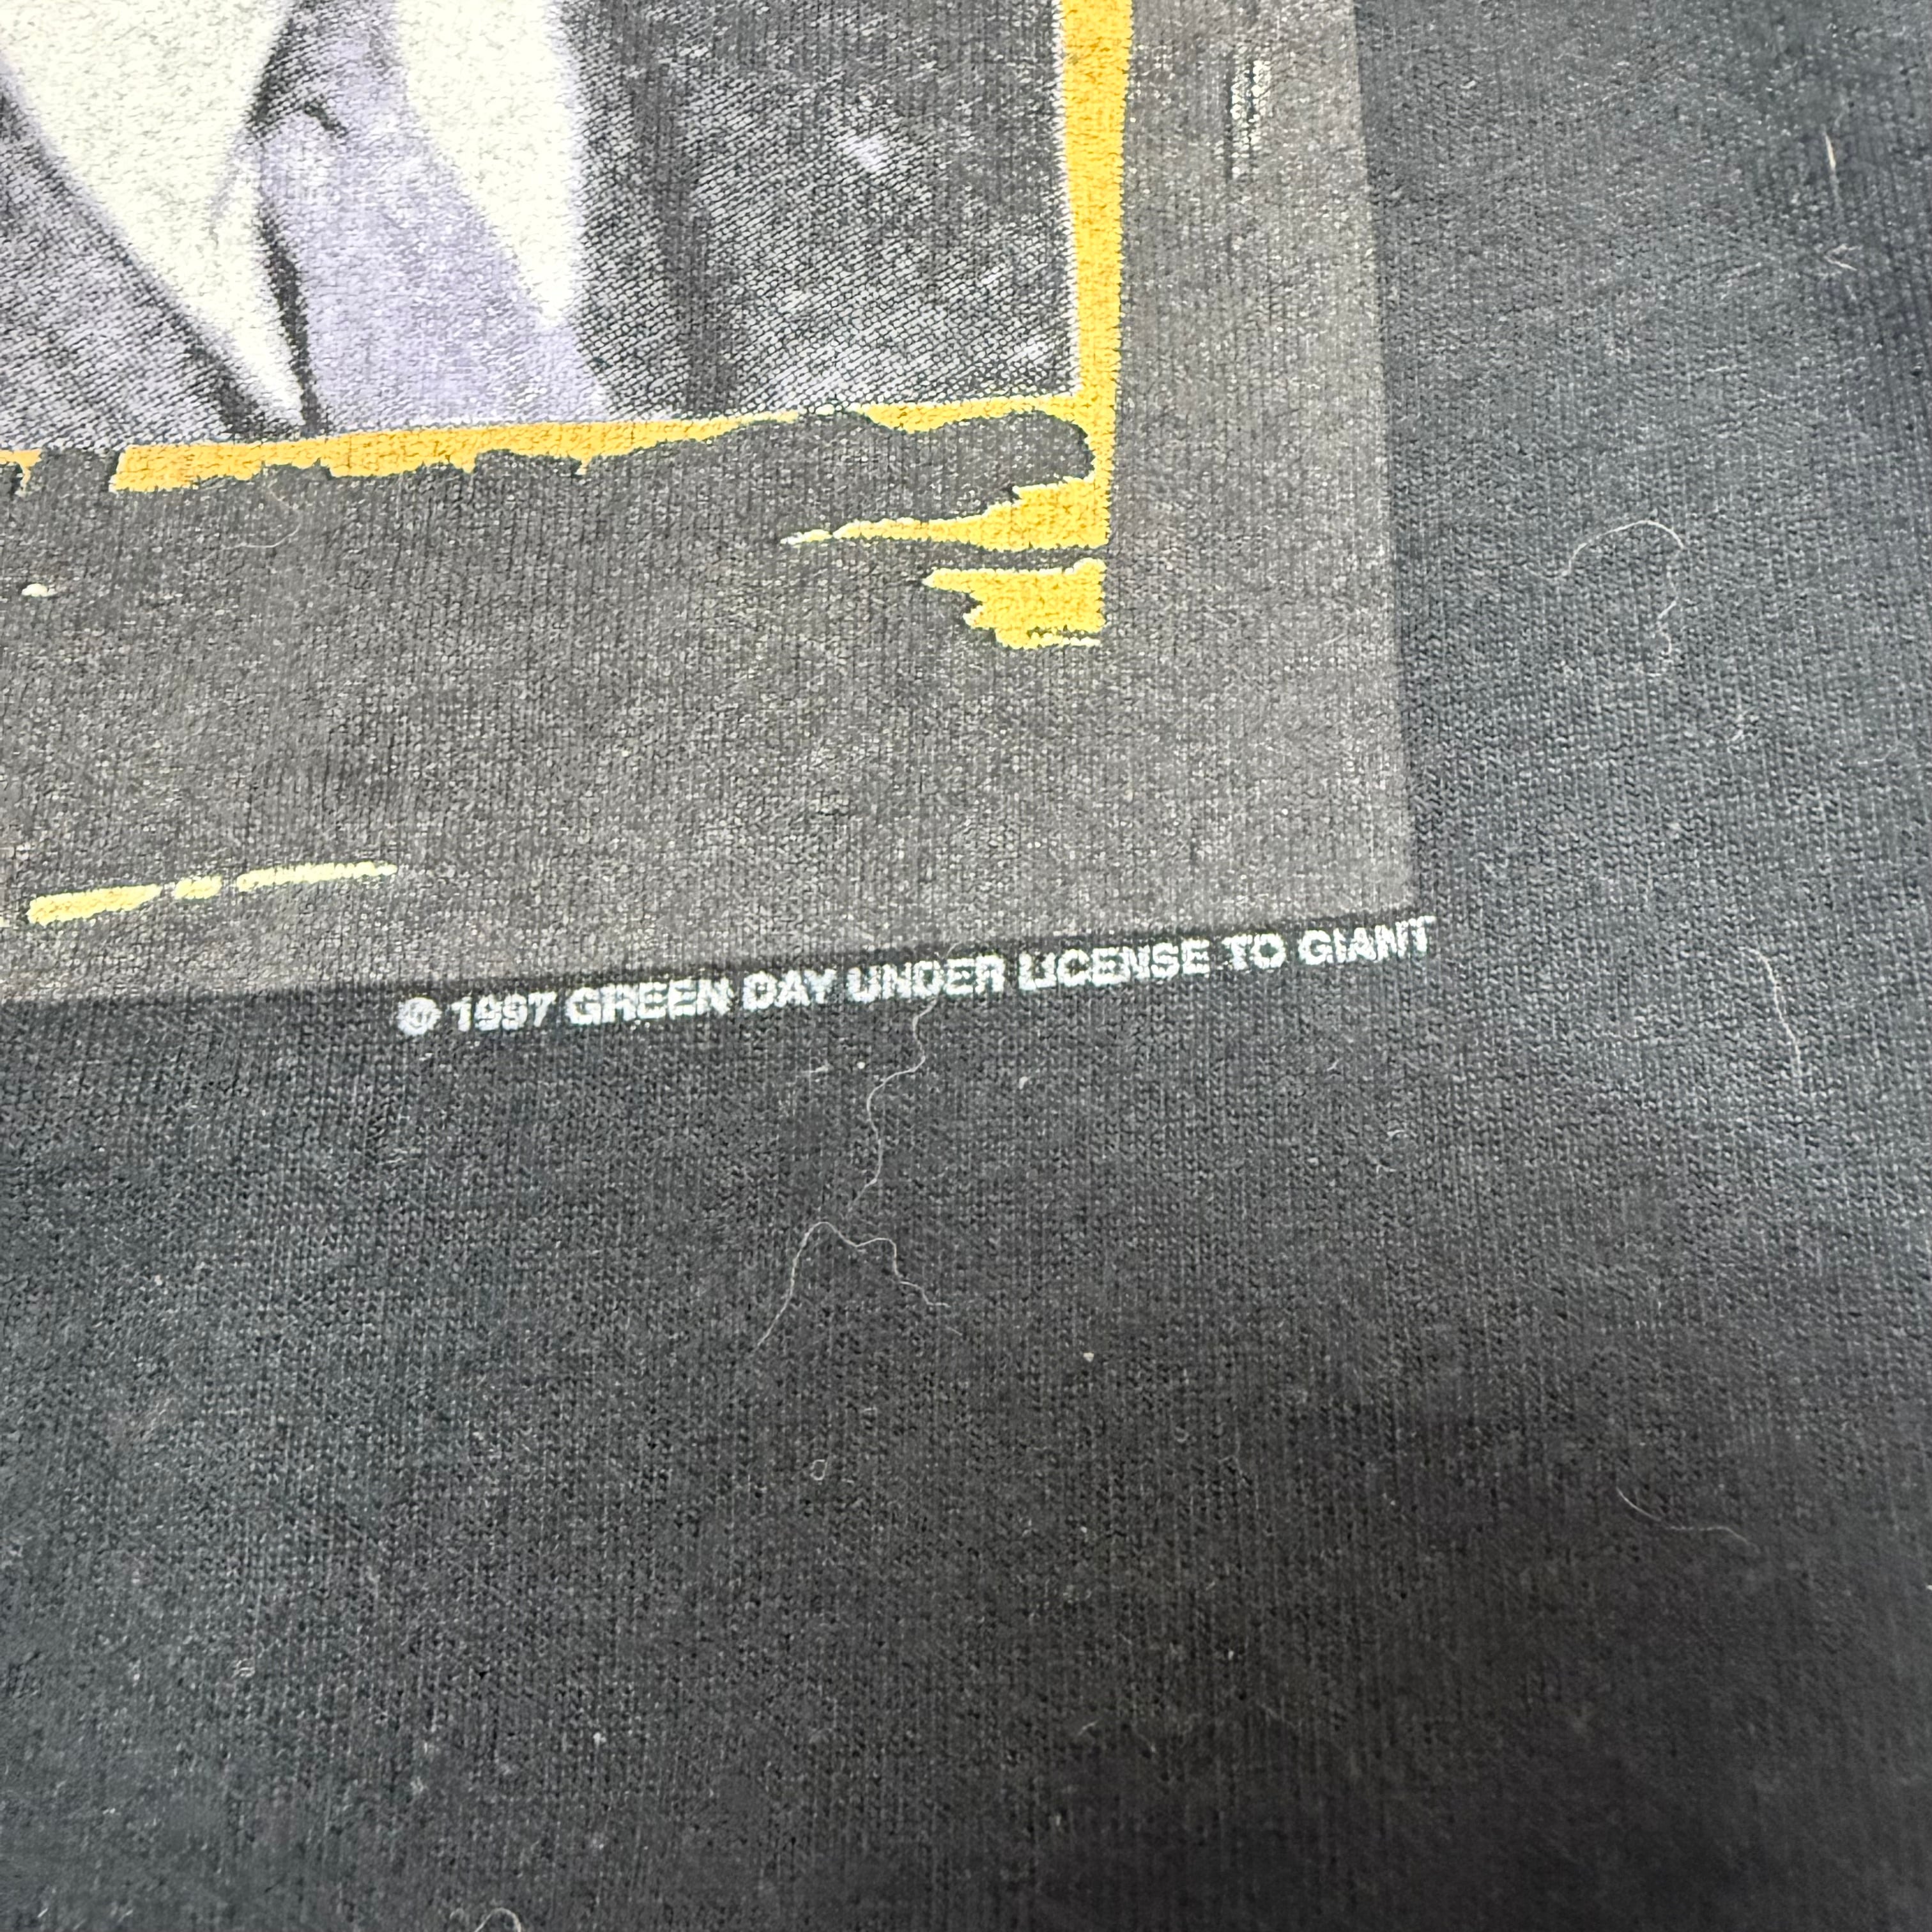 © 1997 GREEN DAY UNDER LICENSE TO GIANT